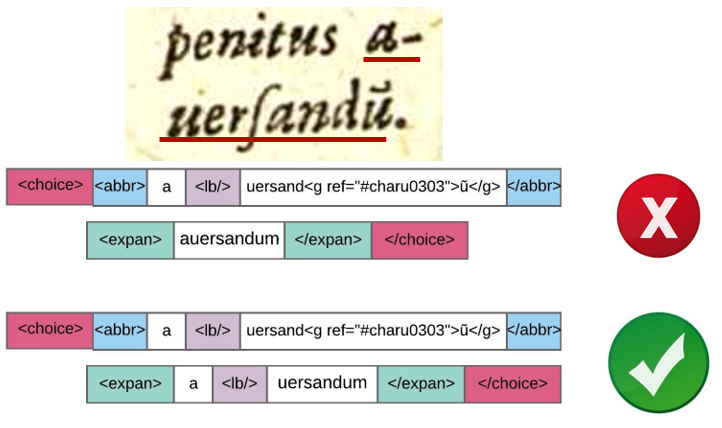 penitus a-
uerſandũ.
<choice> <abbr> a <lb/> uersand<g ref="#charu0303">ũ</g> </abbr>
<expan> auersandum </expan> </choice>
X
<choice> <abbr> a <lb/> uersand<g ref="#charu0303">ũ</g> </abbr>
<expan> a <lb/> uersandum </expan> </choice>